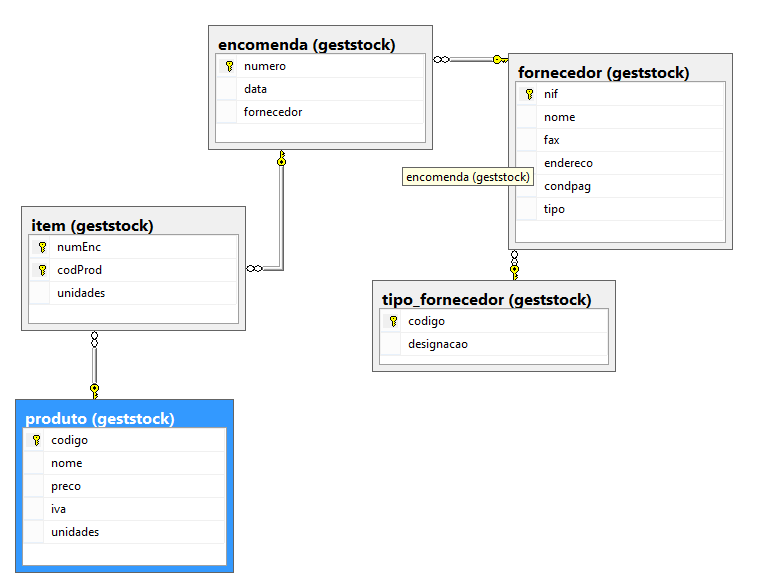 encomenda (geststock)
numero
data
fornecedor
fornecedor (geststock)
nif
nome
fax
endereco
condpag
tipo
encomenda (geststock)
item (geststock)
numEnc
codProd
unidades
tipo_fornecedor (geststock)
codigo
designacao
produto (geststock)
codigo
nome
preco
iva
unidades